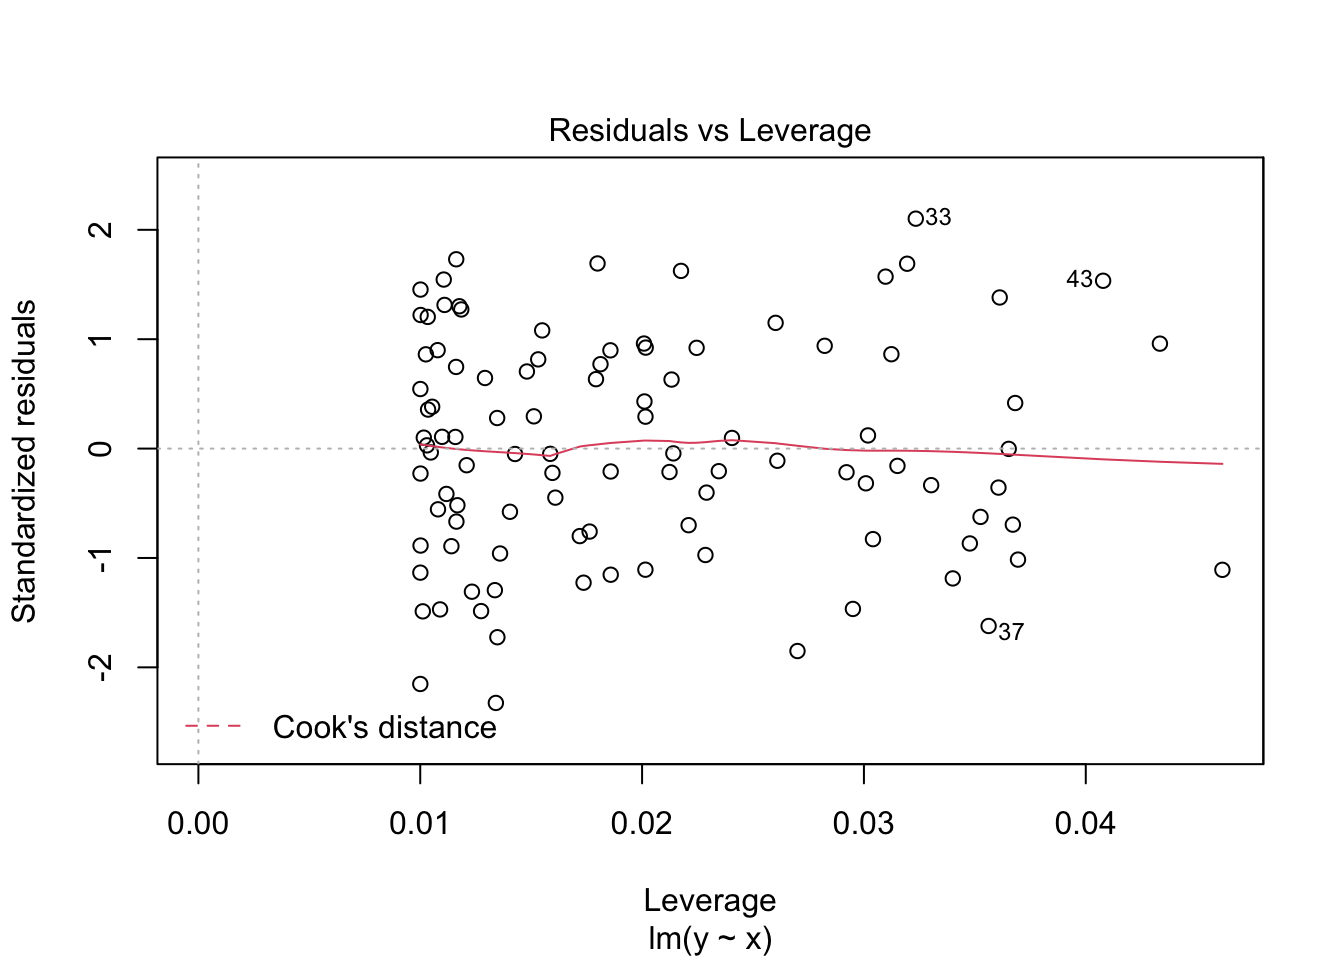 Residuals vs Leverage
Standardized residuals
2
1
0
-1
-2
33
43
37
Cook's distance
0.00 0.01 0.02 0.03 0.04
Leverage
lm(y ~ x)